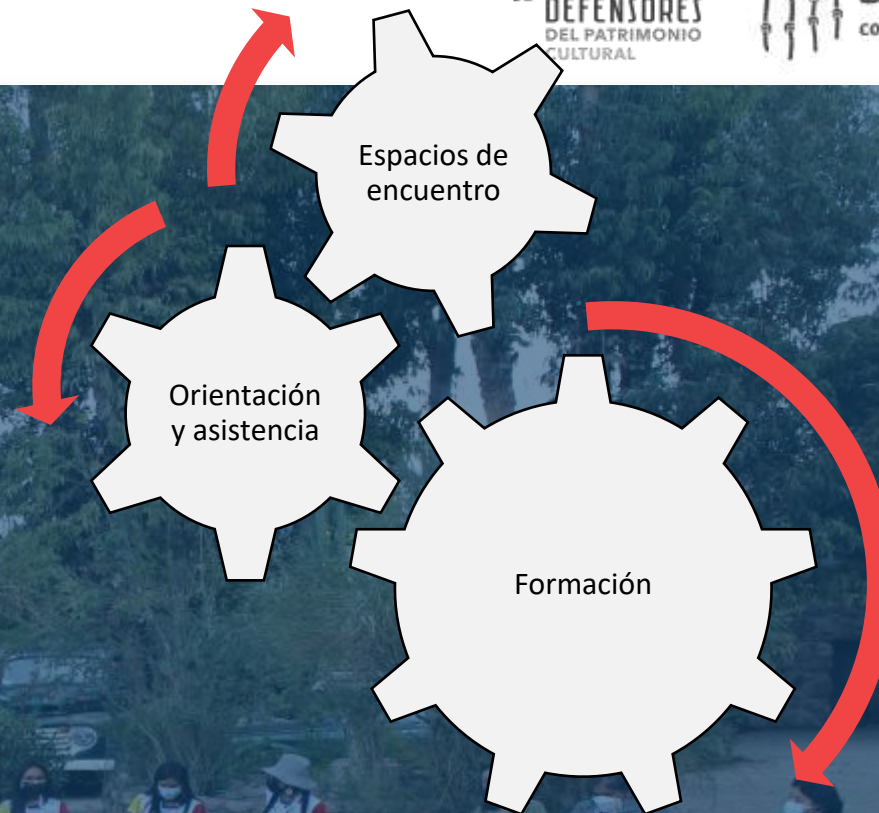 DEFENSORES
DEL PATRIMONIO
CULTURAL
Espacios de
encuentro
Orientación
y asistencia
Formación